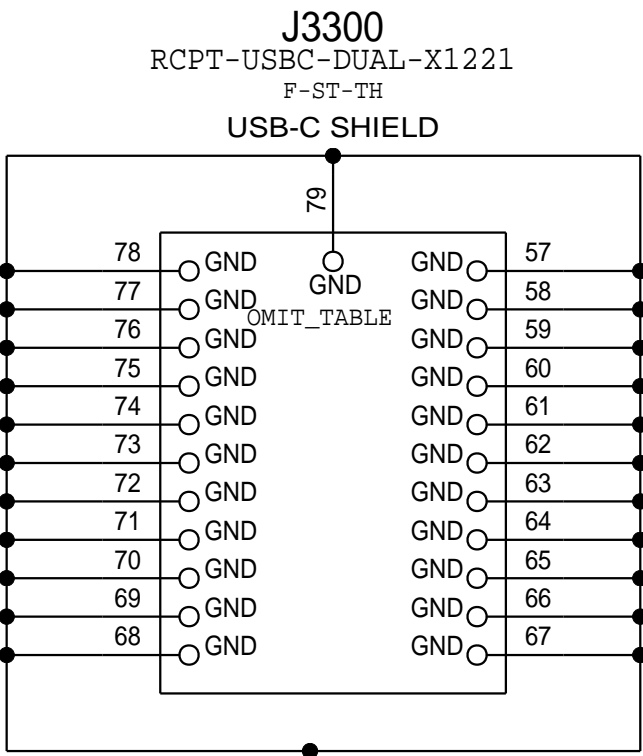 J3300
RCPT-USBC-DUAL-X1221
F-ST-TH
USB-C SHIELD
79
GND
OMIT_TABLE
78 GND GND 57
77 GND GND 58
76 GND GND 59
75 GND GND 60
74 GND GND 61
73 GND GND 62
72 GND GND 63
71 GND GND 64
70 GND GND 65
69 GND GND 66
68 GND GND 67